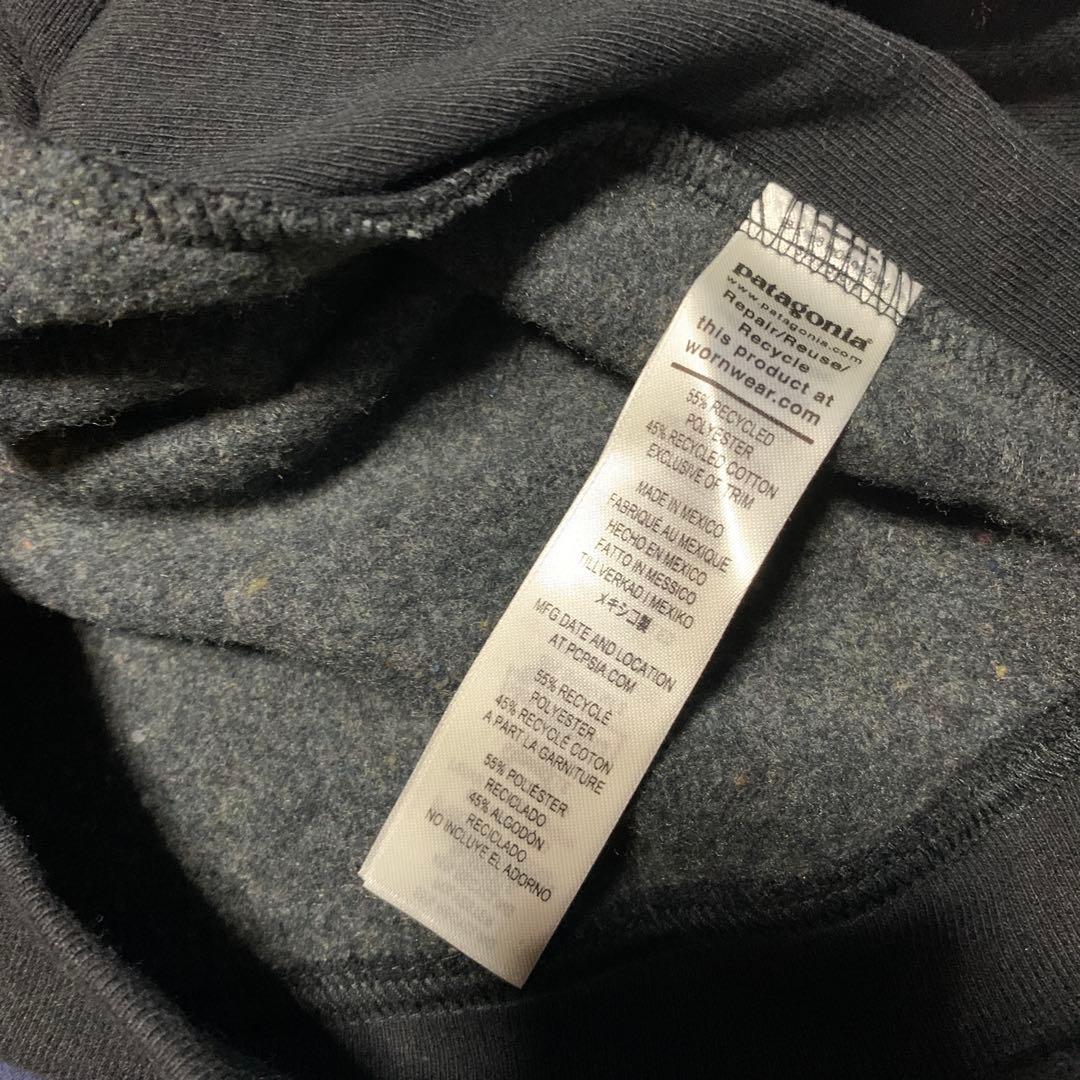 patagonia®
www.patagonia.com
Repair/Reuse/
Recycle
this product at
wornwear.com
55% RECYCLED
POLYESTER
45% RECYCLED COTTON
EXCLUSIVE OF TRIM
MADE IN MEXICO
FABRIQUE AU MEXIQUE
HECHO EN MEXICO
FATTO IN MESSICO
TILLVERKAD I MEXIKO
メキシコ製
MFG DATE AND LOCATION
AT PCPSIA.COM
55% RECYCLÉ
POLYESTER
45% RECYCLÉ COTON
A PART LA GARNITURE
55% POLIÉSTER
RECICLADO
45% ALGODÓN
RECICLADO
NO INCLUYE EL ADORNO